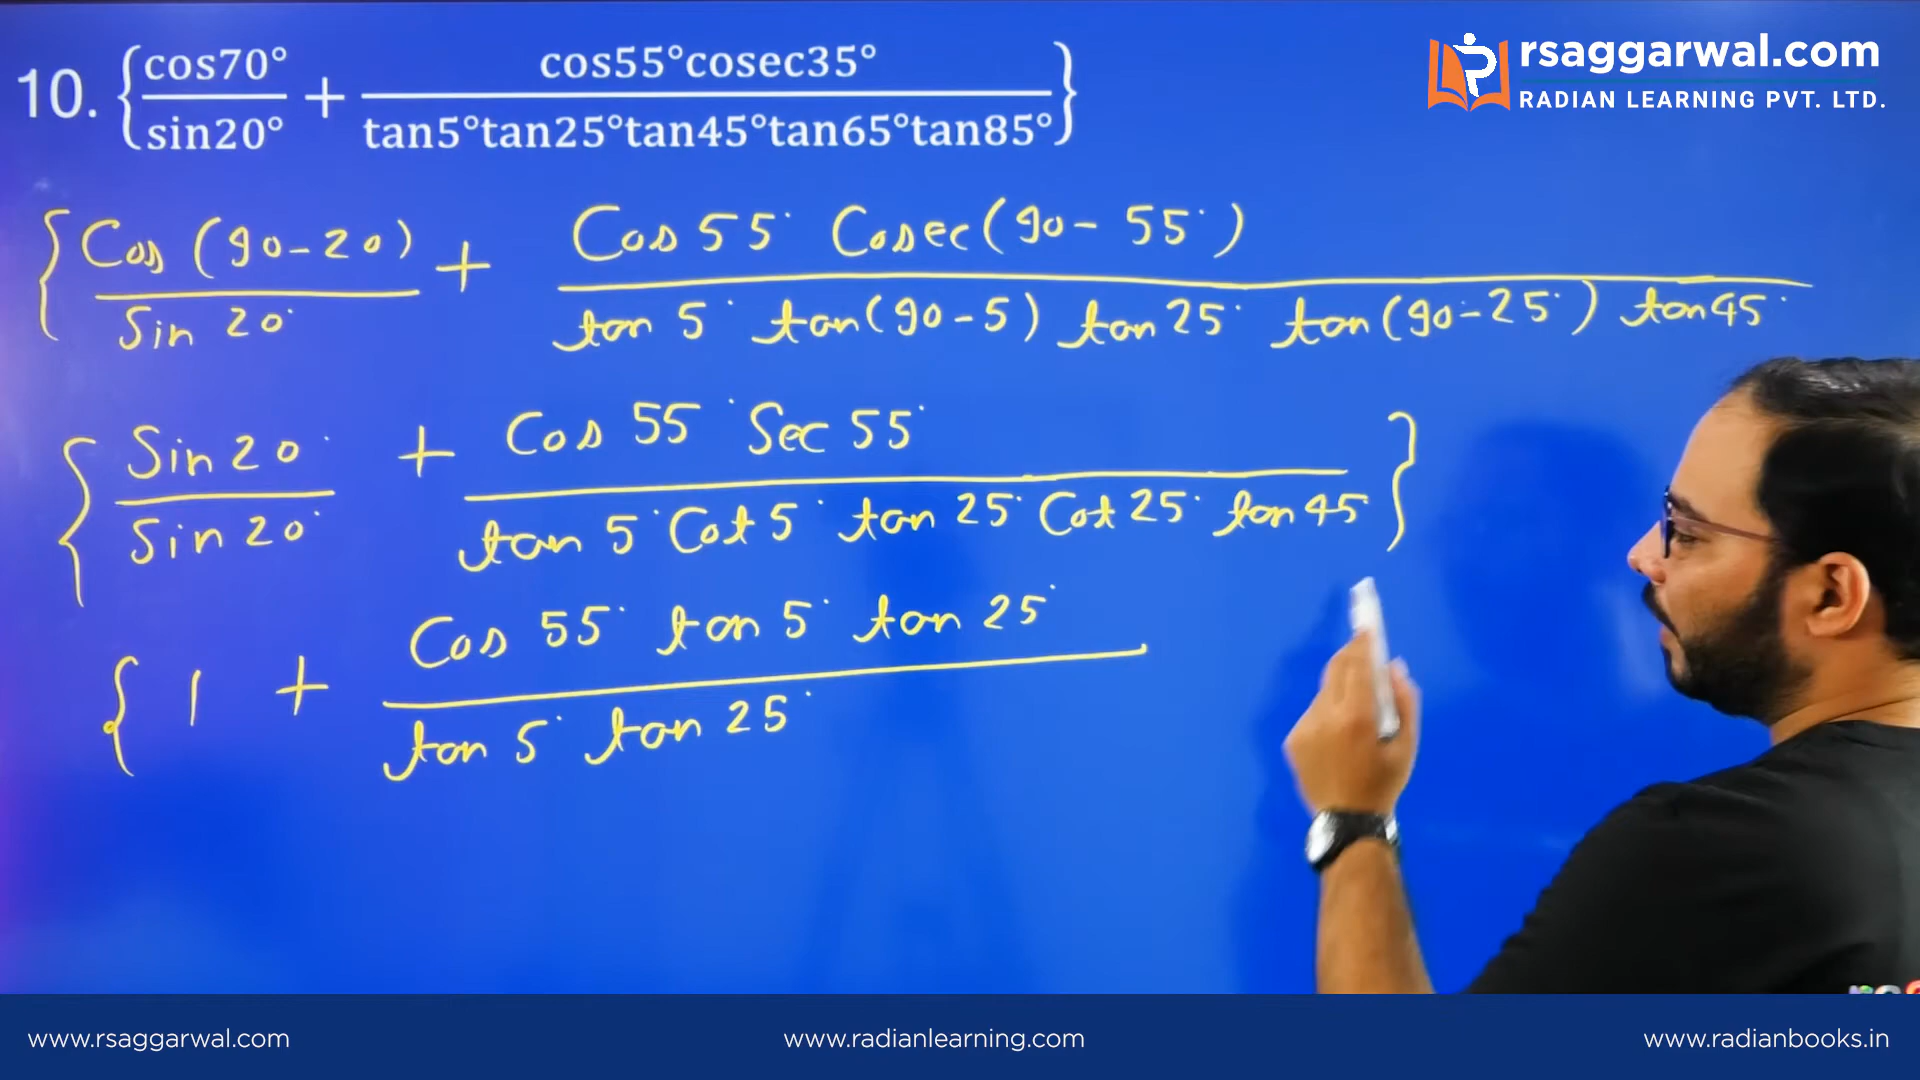 10. {cos70°/sin20° + cos55°cosec35°/tan5°tan25°tan45°tan65°tan85°}
rsaggarwal.com
RADIAN LEARNING PVT. LTD.
{Cos (90-20)/Sin 20° + Cos 55° Cosec(90- 55°)/tan 5° tan(90-5) tan 25° tan(90-25°) tan 45°
{Sin 20°/Sin 20° + Cos 55° Sec 55°/tan 5° Cot 5° tan 25° Cot 25° tan 45°}
{ 1 + Cos 55° tan 5° tan 25°/tan 5° tan 25°
www.rsaggarwal.com
www.radianlearning.com
www.radianbooks.in